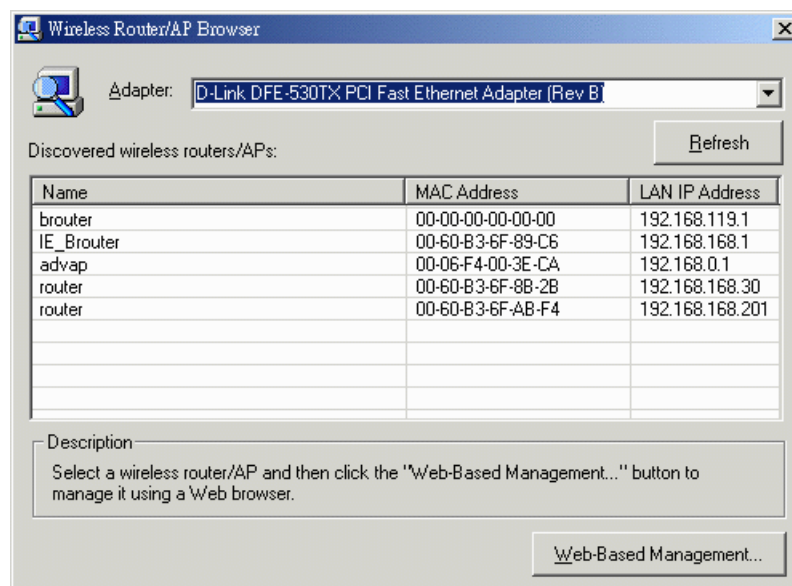 Wireless Router/AP Browser
Adapter: D-Link DFE-530TX PCI Fast Ethernet Adapter (Rev B)
Refresh
Discovered wireless routers/APs:
Name MAC Address LAN IP Address
brouter 00-00-00-00-00-00 192.168.119.1
IE_Brouter 00-60-B3-6F-89-C6 192.168.168.1
advap 00-06-F4-00-3E-CA 192.168.0.1
router 00-60-B3-6F-8B-2B 192.168.168.30
router 00-60-B3-6F-AB-F4 192.168.168.201
Description
Select a wireless router/AP and then click the "Web-Based Management..." button to
manage it using a Web browser.
Web-Based Management...